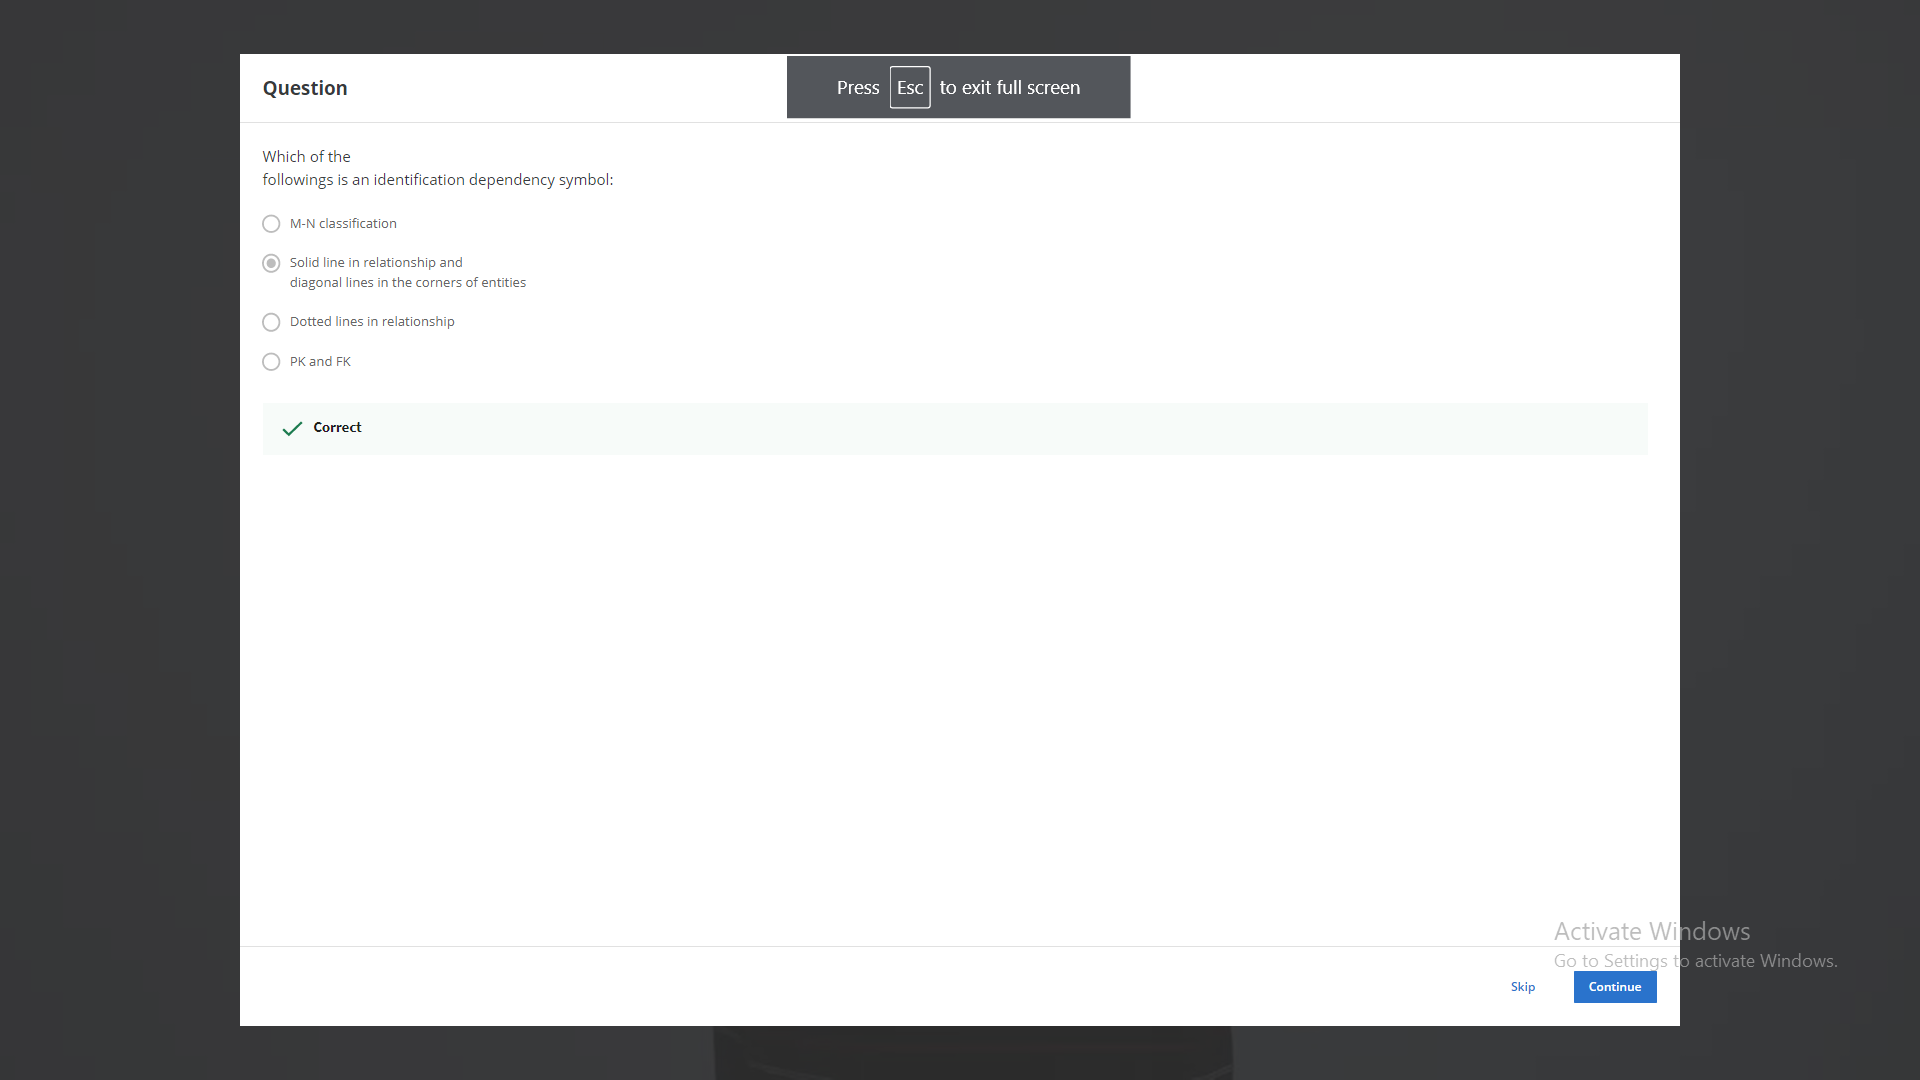 Question
Press Esc to exit full screen
Which of the
followings is an identification dependency symbol:
M-N classification
Solid line in relationship and
diagonal lines in the corners of entities
Dotted lines in relationship
PK and FK
Correct
Activate Windows
Go to Settings to activate Windows.
Skip
Continue